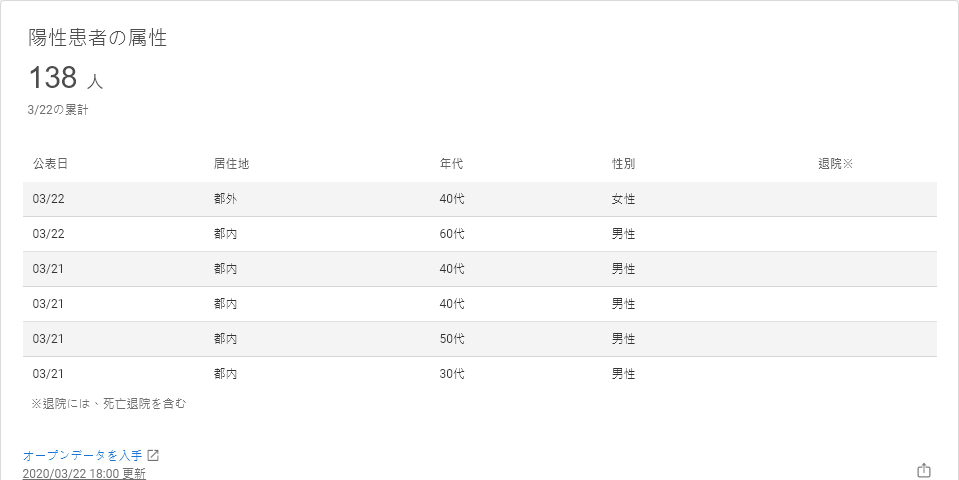 陽性患者の属性
138 人
3/22の累計
公表日 居住地 年代 性別 退院※
03/22 都外 40代 女性
03/22 都内 60代 男性
03/21 都内 40代 男性
03/21 都内 40代 男性
03/21 都内 50代 男性
03/21 都内 30代 男性
※退院には、死亡退院を含む
オープンデータを入手
2020/03/22 18:00 更新